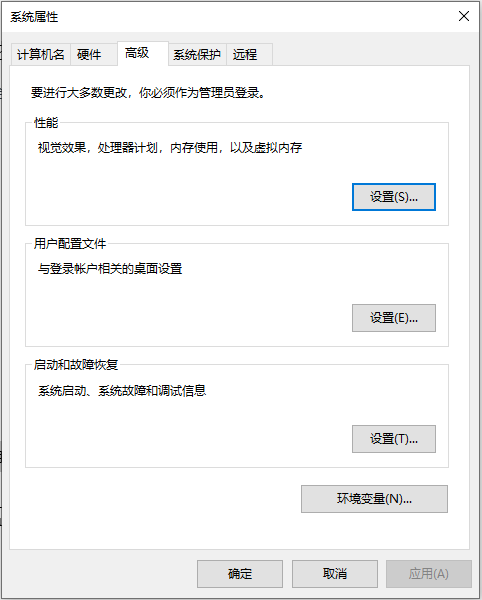 系统属性
计算机名 硬件 高级 系统保护 远程
要进行大多数更改，你必须作为管理员登录。
性能
视觉效果，处理器计划，内存使用，以及虚拟内存
设置(S)...
用户配置文件
与登录帐户相关的桌面设置
设置(E)...
启动和故障恢复
系统启动、系统故障和调试信息
设置(T)...
环境变量(N)...
确定 取消 应用(A)